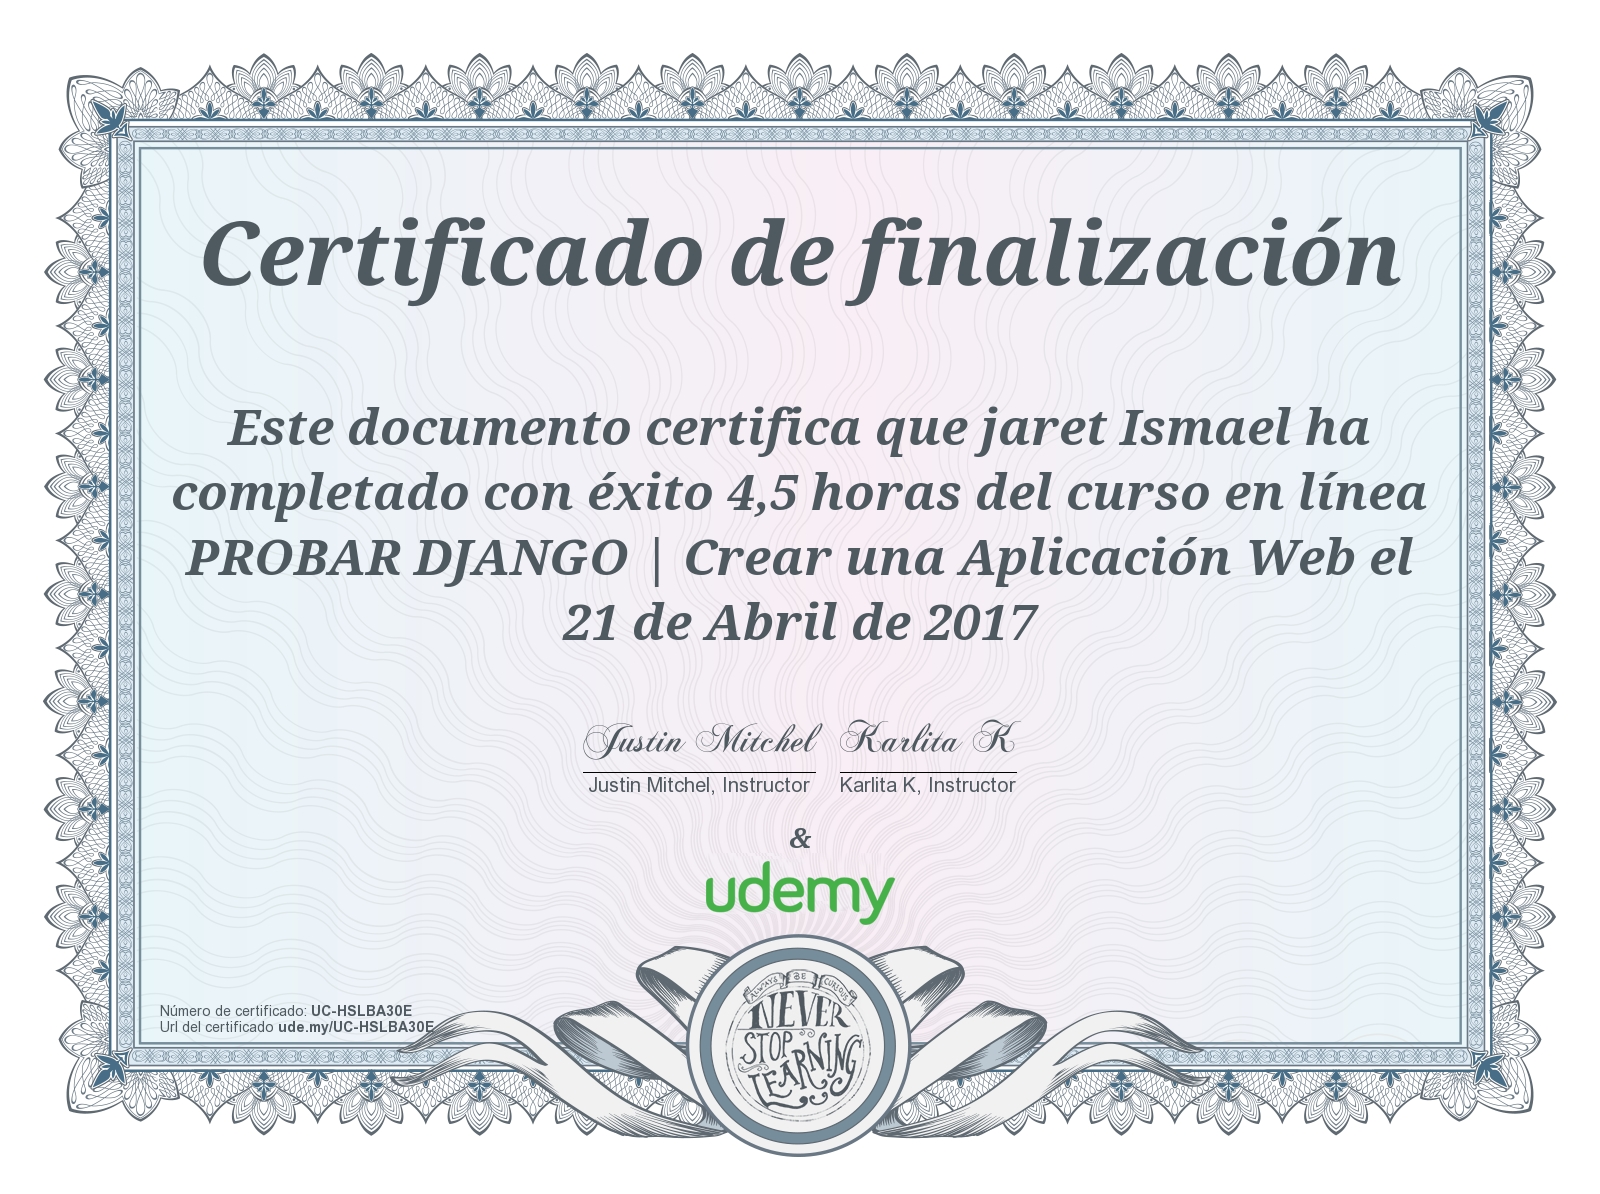 Certificado de finalización
Este documento certifica que jaret Ismael ha
completado con éxito 4,5 horas del curso en línea
PROBAR DJANGO | Crear una Aplicación Web el
21 de Abril de 2017
Justin Mitchel Karlita K
Justin Mitchel, Instructor Karlita K, Instructor
&
udemy
Número de certificado: UC-HSLBA30E
Url del certificado ude.my/UC-HSLBA30E
ALWAYS BE CURIOUS
NEVER
STOP
LEARNING